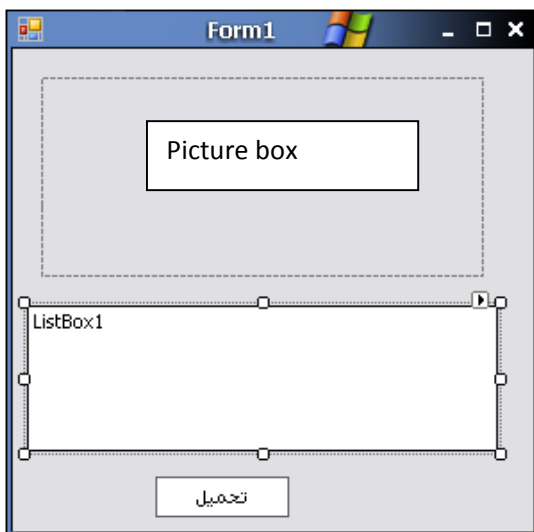 Form1
Picture box
ListBox1
تحميل